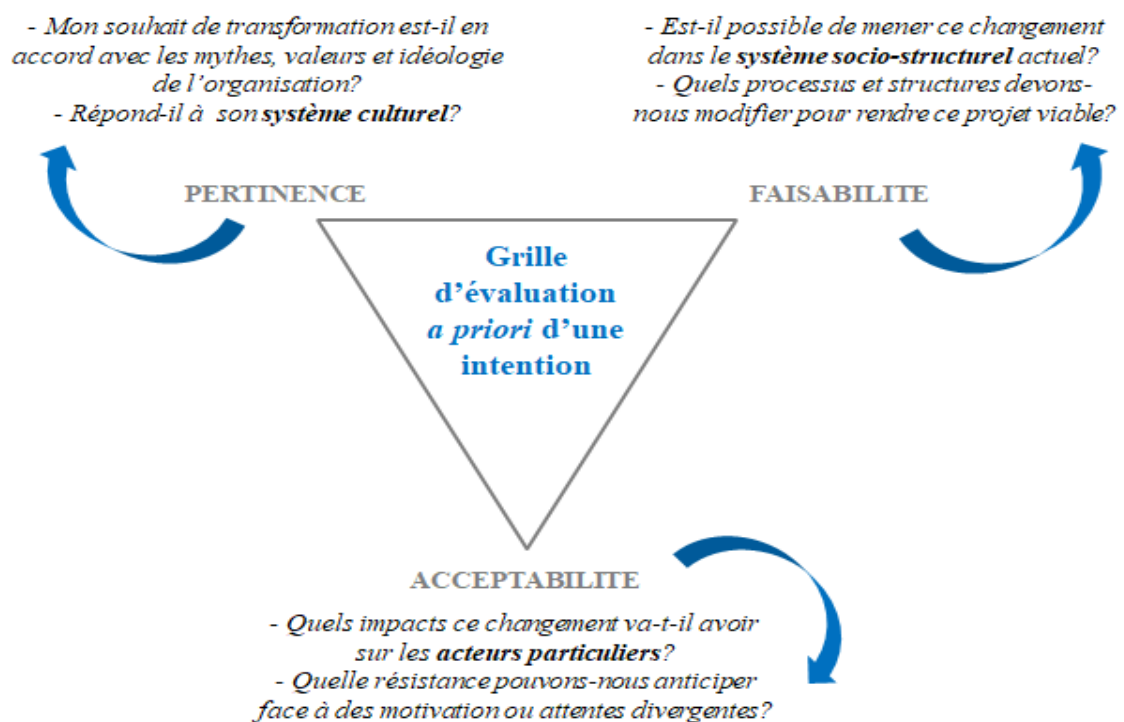 - Mon souhait de transformation est-il en
accord avec les mythes, valeurs et idéologie
de l'organisation?
- Répond-il à son système culturel?
- Est-il possible de mener ce changement
dans le système socio-structurel actuel?
- Quels processus et structures devons-
nous modifier pour rendre ce projet viable?
PERTINENCE
FAISABILITE
Grille
d'évaluation
a priori d'une
intention
ACCEPTABILITE
- Quels impacts ce changement va-t-il avoir
sur les acteurs particuliers?
- Quelle résistance pouvons-nous anticiper
face à des motivation ou attentes divergentes?